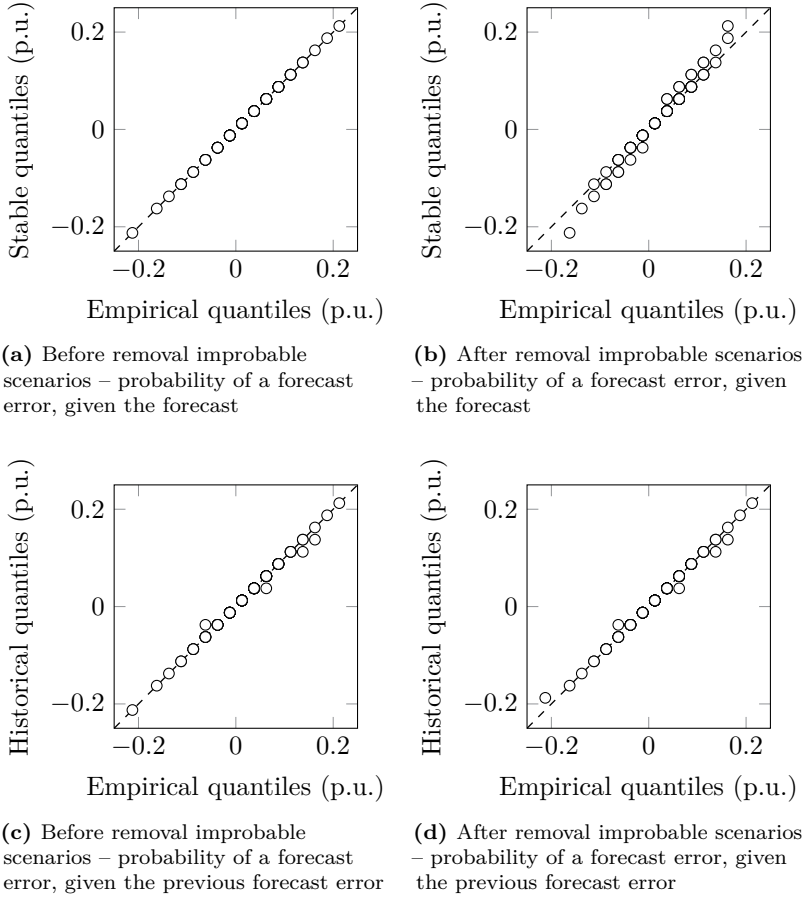 0.2
0
−0.2
−0.2
0
0.2
Stable quantiles (p.u.)
Empirical quantiles (p.u.)
(a) Before removal improbable
scenarios – probability of a forecast
error, given the forecast
0.2
0
−0.2
−0.2
0
0.2
Stable quantiles (p.u.)
Empirical quantiles (p.u.)
(b) After removal improbable scenarios
– probability of a forecast error, given
the forecast
0.2
0
−0.2
−0.2
0
0.2
Historical quantiles (p.u.)
Empirical quantiles (p.u.)
(c) Before removal improbable
scenarios – probability of a forecast
error, given the previous forecast error
0.2
0
−0.2
−0.2
0
0.2
Historical quantiles (p.u.)
Empirical quantiles (p.u.)
(d) After removal improbable scenarios
– probability of a forecast error, given
the previous forecast error